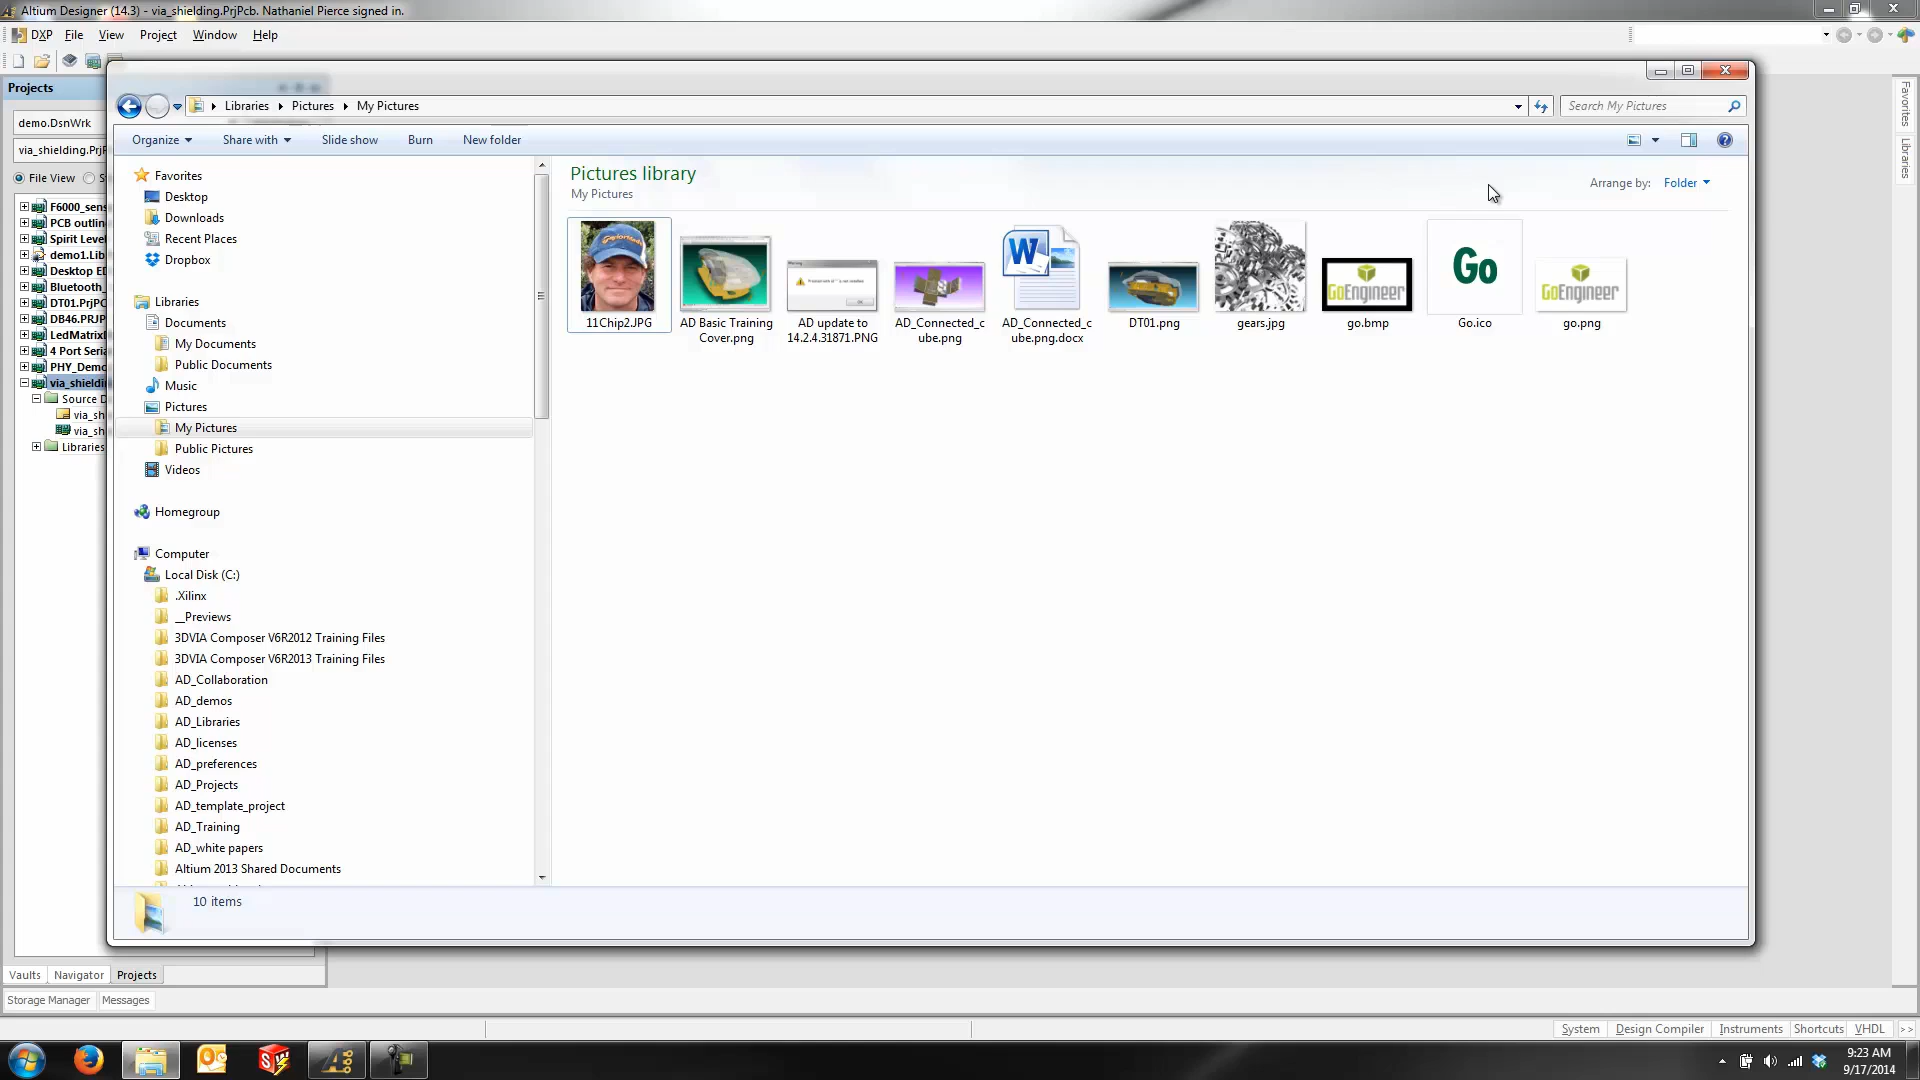 Altium Designer (14.3) - via_shielding.PrjPcb. Nathaniel Pierce signed in.
DXP File View Project Window Help
Projects
demo.DsnWrk
via_shielding.PrjP
File View
Libraries Pictures My Pictures
Search My Pictures
Organize Share with Slide show Burn New folder
F6000_sens
PCB outlin
Spirit Leve
demo1.Lib
Desktop ED
Bluetooth_
DT01.PrjPC
DB46.PRJP
LedMatrixI
4 Port Seria
PHY_Demo
via_shieldin
Source D
via_sh
via_sh
Libraries
Favorites
Desktop
Downloads
Recent Places
Dropbox
Libraries
Documents
My Documents
Public Documents
Music
Pictures
My Pictures
Public Pictures
Videos
Homegroup
Computer
Local Disk (C:)
.Xilinx
__Previews
3DVIA Composer V6R2012 Training Files
3DVIA Composer V6R2013 Training Files
AD_Collaboration
AD_demos
AD_Libraries
AD_licenses
AD_preferences
AD_Projects
AD_template_project
AD_Training
AD_white papers
Altium 2013 Shared Documents
Pictures library
My Pictures
Arrange by: Folder
W
GoEngineer
Go
GoEngineer
11Chip2.JPG
AD Basic Training
Cover.png
AD update to
14.2.4.31871.PNG
AD_Connected_c
ube.png
AD_Connected_c
ube.png.docx
DT01.png
gears.jpg
go.bmp
Go.ico
go.png
10 items
Favorites
Libraries
Vaults Navigator Projects
Storage Manager Messages
System Design Compiler Instruments Shortcuts VHDL >>
9:23 AM
9/17/2014